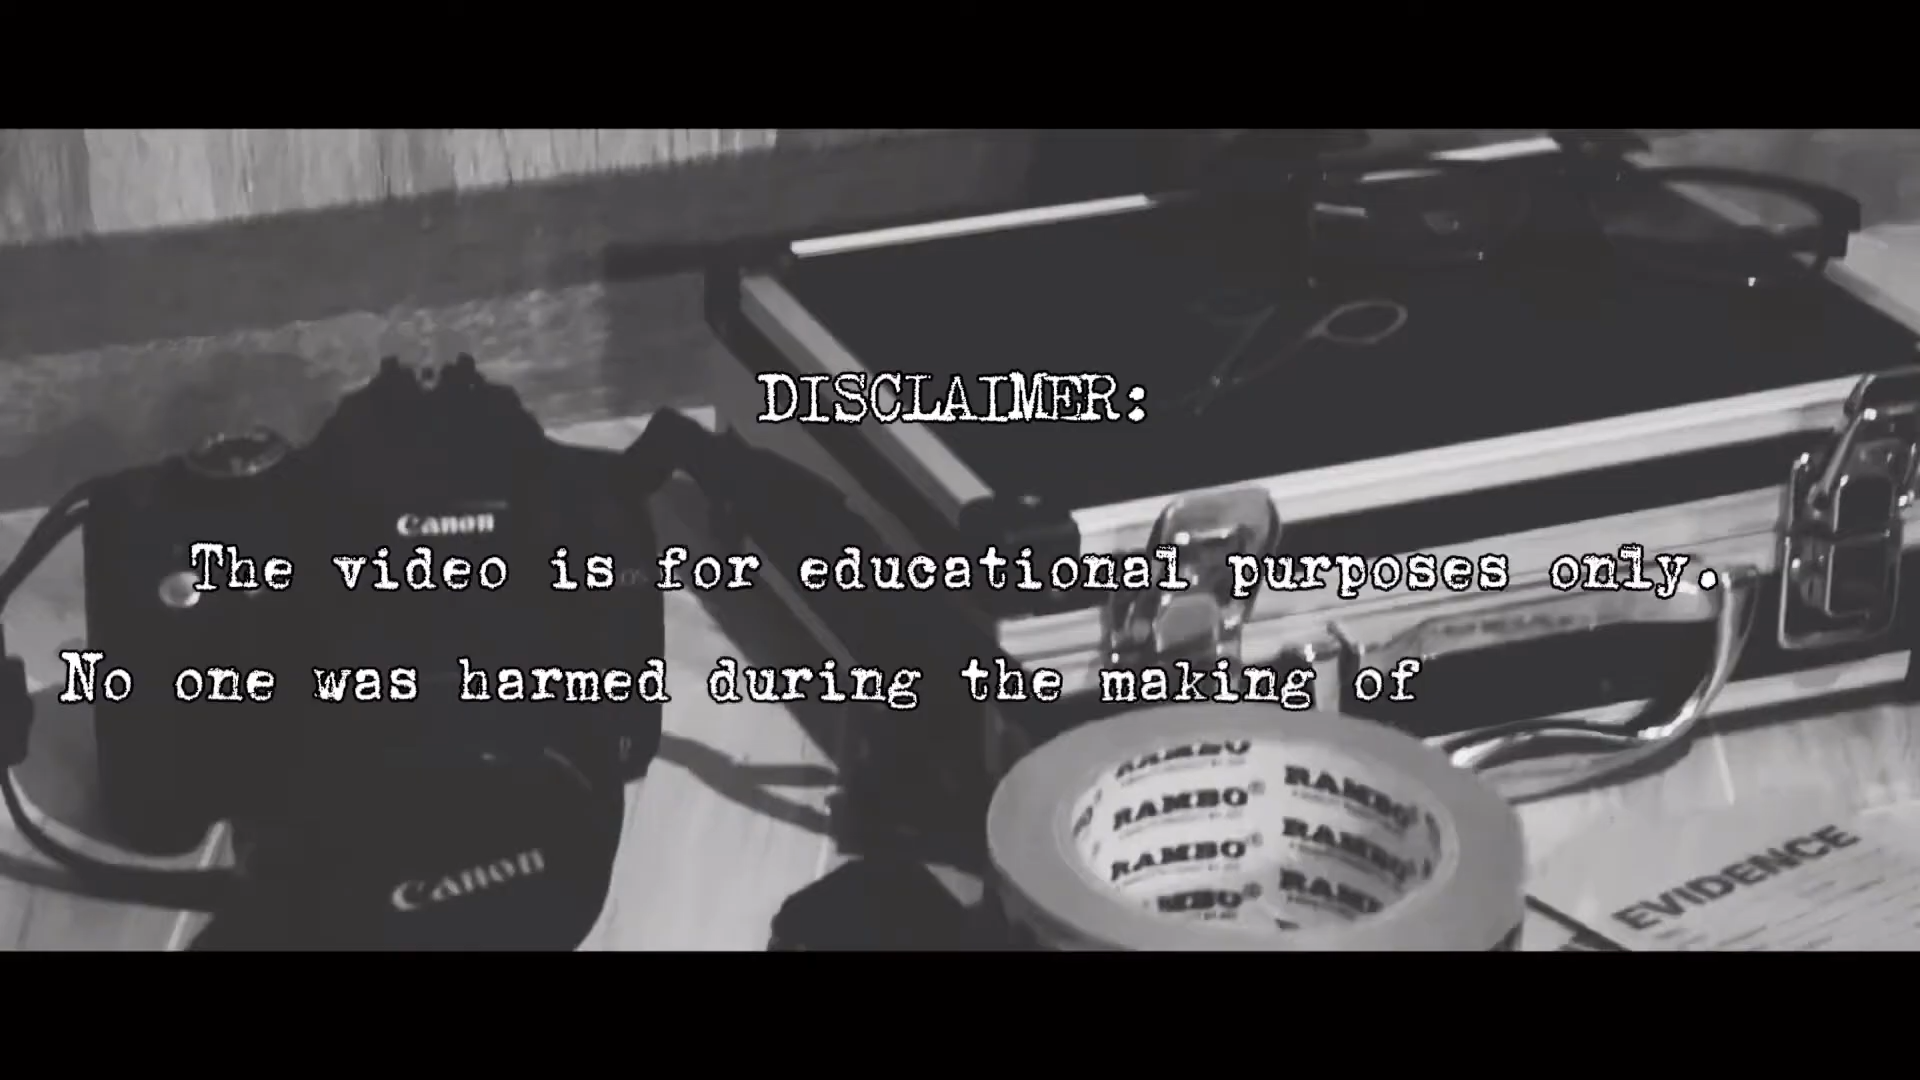 DISCLAIMER:
Canon
The video is for educational purposes only.
No one was harmed during the making of
RAMBO®
RAMBO®
RAMBO®
RAMBO®
RAMBO
Canon
EVIDENCE